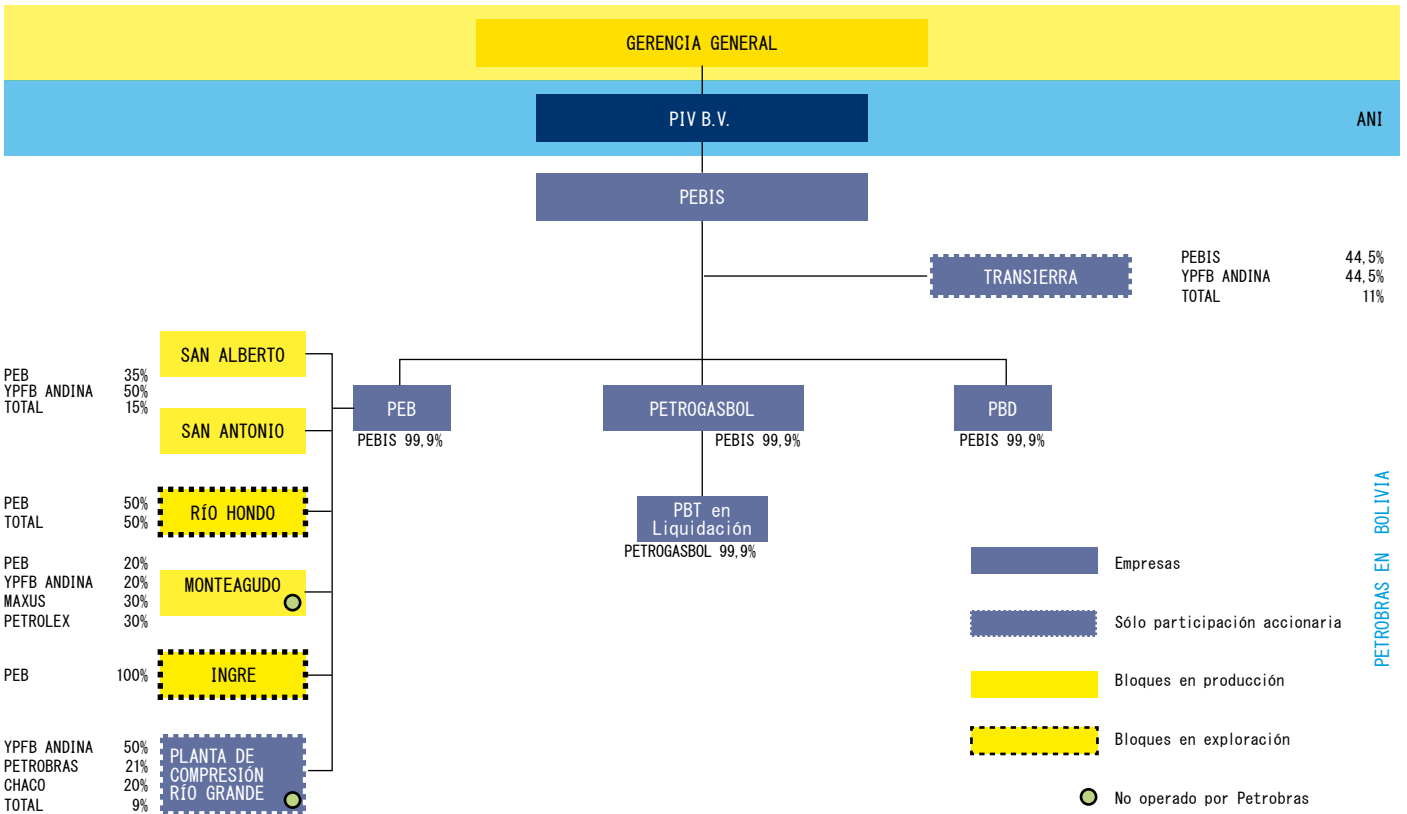 GERENCIA GENERAL
PIV B.V.
ANI
PEBIS
TRANSIERRA
PEBIS 44,5%
YPFB ANDINA 44,5%
TOTAL 11%
SAN ALBERTO
PEB 35%
YPFB ANDINA 50%
TOTAL 15%
SAN ANTONIO
PEB
PEBIS 99,9%
PETROGASBOL
PEBIS 99,9%
PBD
PEBIS 99,9%
PEB 50%
TOTAL 50%
RÍO HONDO
PBT en
Liquidación
PETROGASBOL 99,9%
PEB 20%
YPFB ANDINA 20%
MAXUS 30%
PETROLEX 30%
MONTEAGUDO
PEB 100%
INGRE
YPFB ANDINA 50%
PETROBRAS 21%
CHACO 20%
TOTAL 9%
PLANTA DE
COMPRESIÓN
RÍO GRANDE
Empresas
Sólo participación accionaria
Bloques en producción
Bloques en exploración
No operado por Petrobras
PETROBRAS EN BOLIVIA